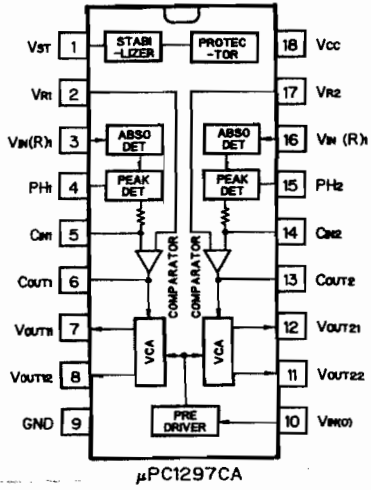 VST 1 STABI -LIZER PROTEC -TOR 18 VCC
VR1 2 17 VR2
VIN(R)1 3 ABSO DET ABSO DET 16 VIN (R)1
PH1 4 PEAK DET PEAK DET 15 PH2
CIN1 5 14 CIN2
COMPARATOR COMPARATOR
COUT1 6 13 COUT2
VOUT11 7 VCA VCA 12 VOUT21
VOUT12 8 11 VOUT22
GND 9 PRE DRIVER 10 VIN(O)
μPC1297CA